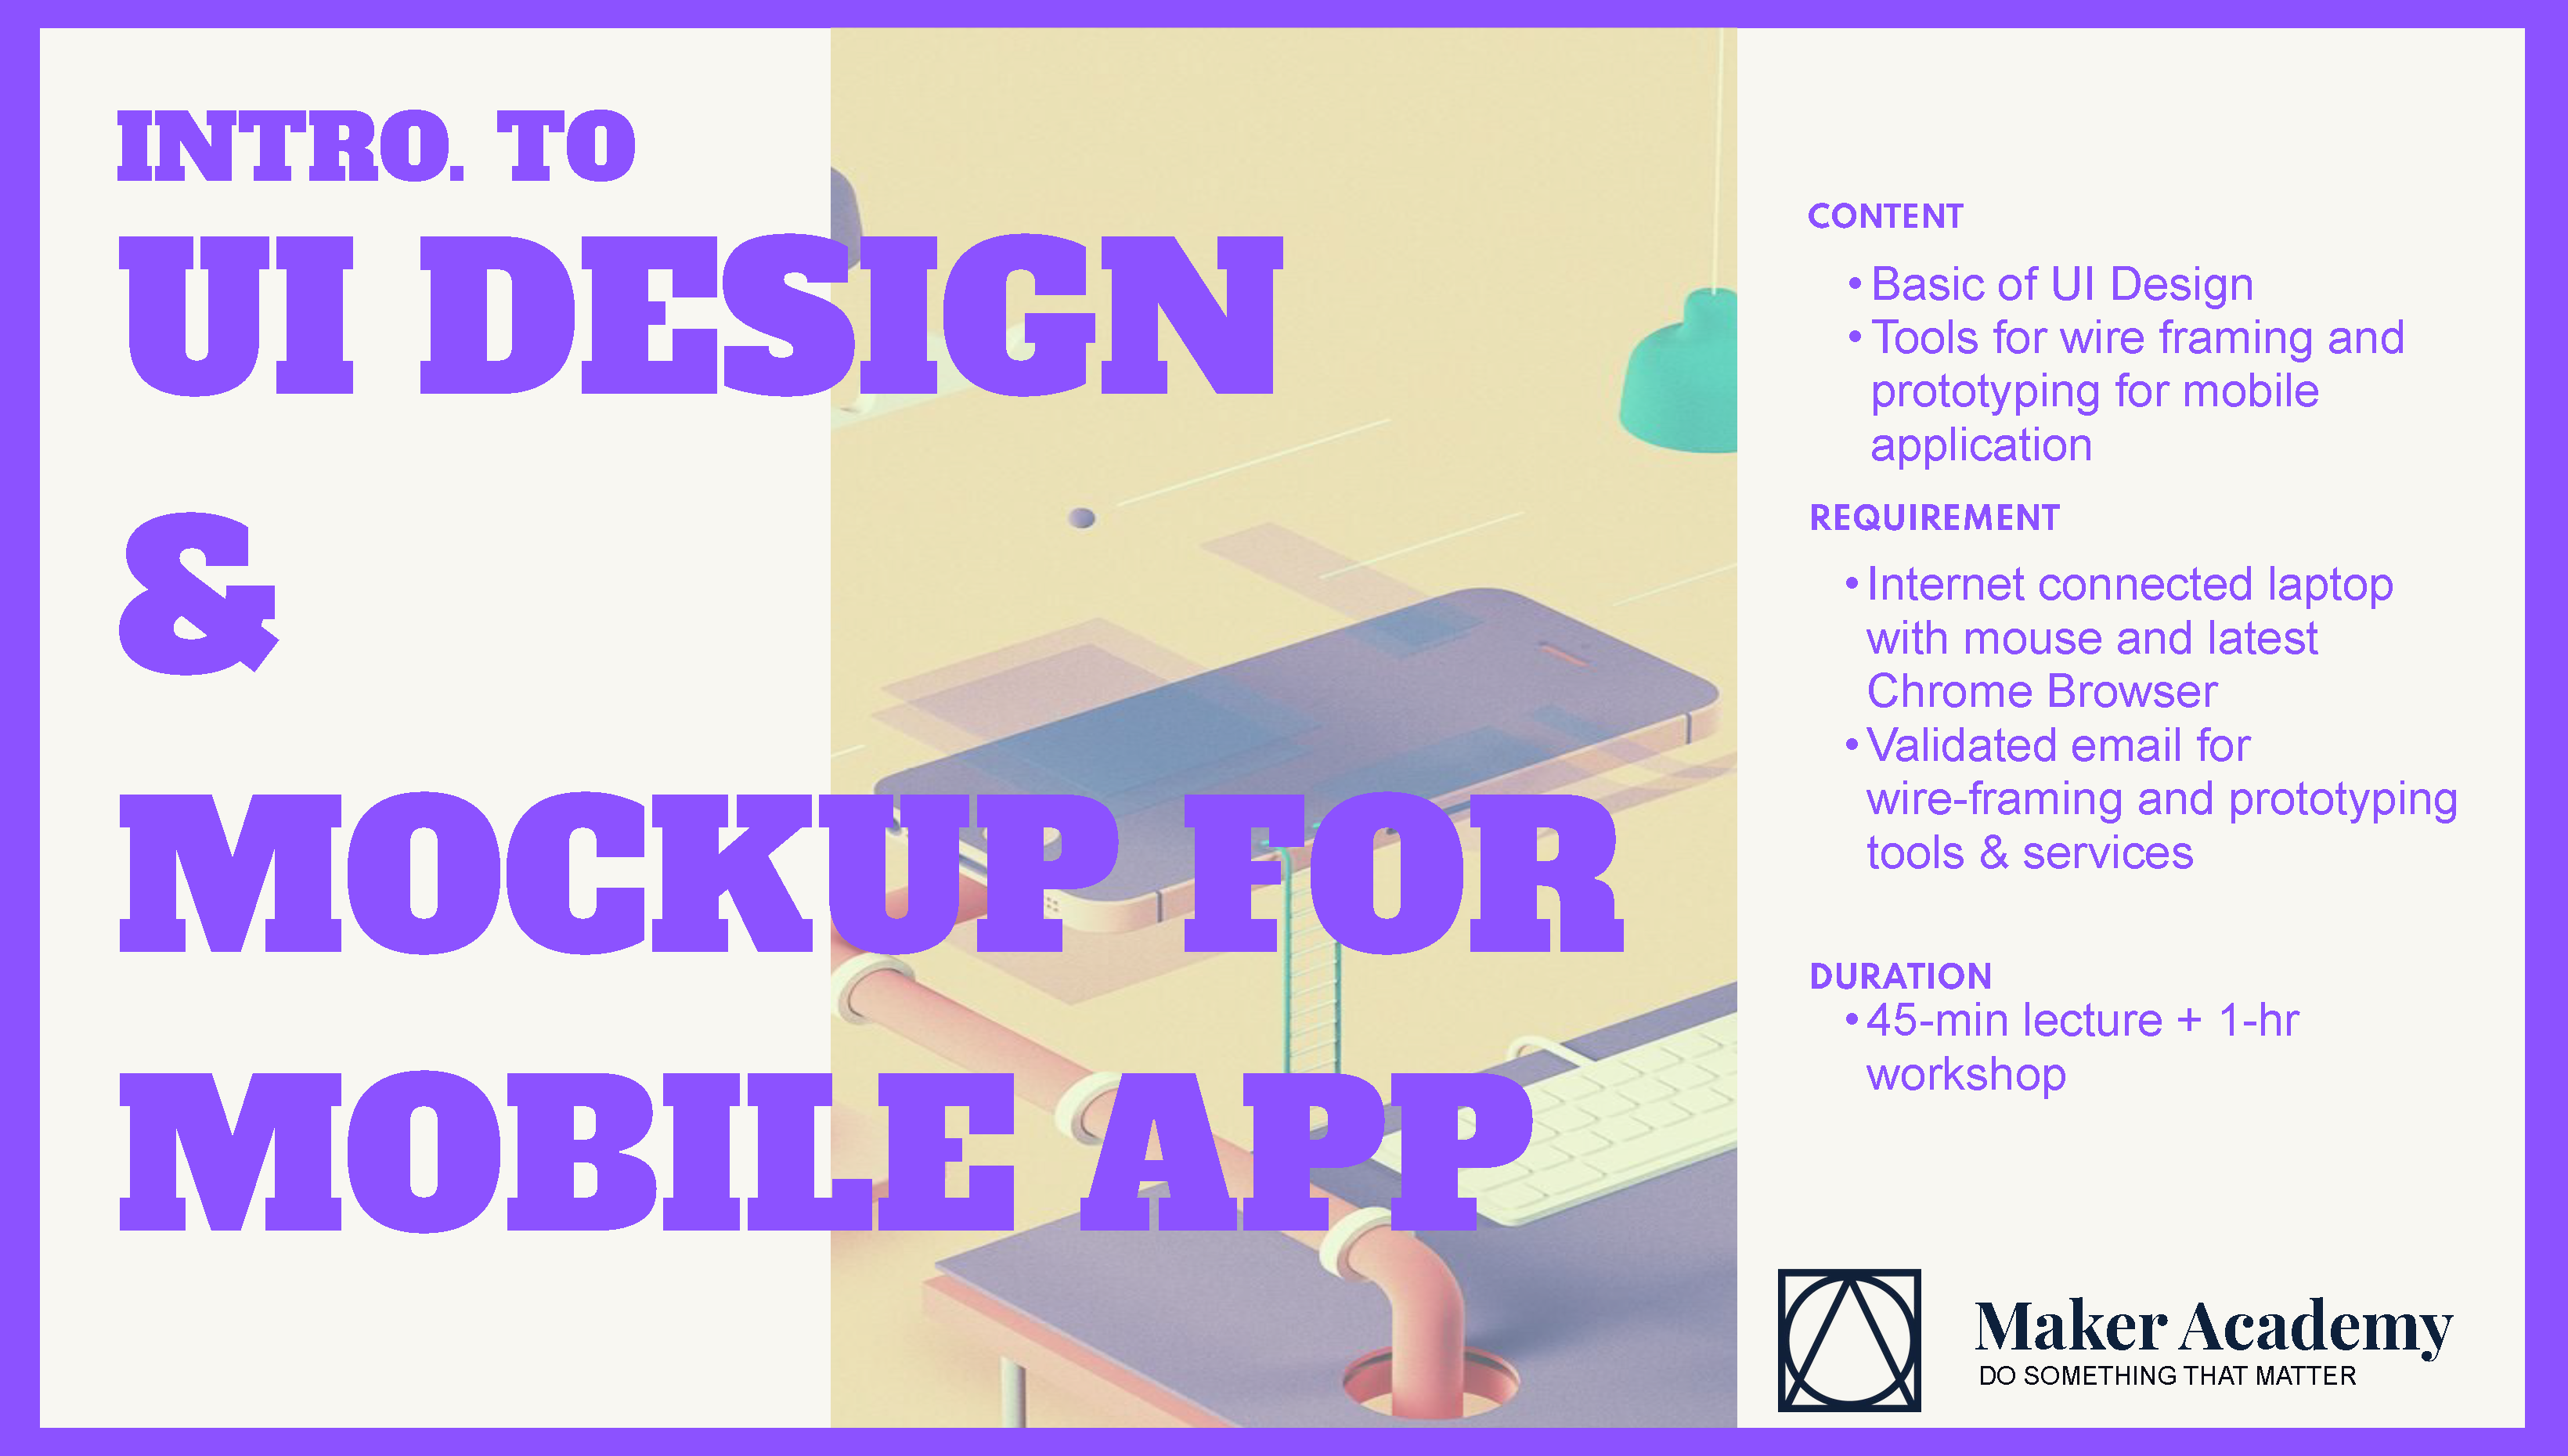 INTRO. TO
UI DESIGN
&
MOCKUP FOR
MOBILE APP
CONTENT
• Basic of UI Design
• Tools for wire framing and
prototyping for mobile
application
REQUIREMENT
• Internet connected laptop
with mouse and latest
Chrome Browser
• Validated email for
wire-framing and prototyping
tools & services
DURATION
• 45-min lecture + 1-hr
workshop
Maker Academy
DO SOMETHING THAT MATTER